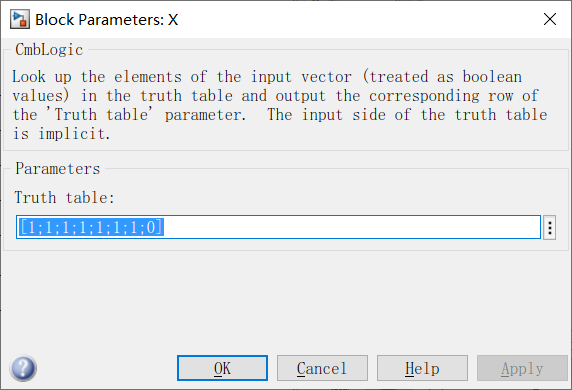 Block Parameters: X
CmbLogic
Look up the elements of the input vector (treated as boolean
values) in the truth table and output the corresponding row of
the 'Truth table' parameter.  The input side of the truth table
is implicit.
Parameters
Truth table:
[1;1;1;1;1;1;1;0]
?
OK
Cancel
Help
Apply